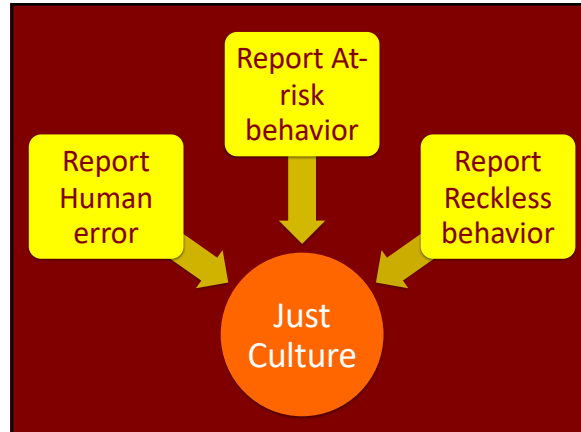 Report At-
risk
behavior
Report
Human
error
Report
Reckless
behavior
Just
Culture